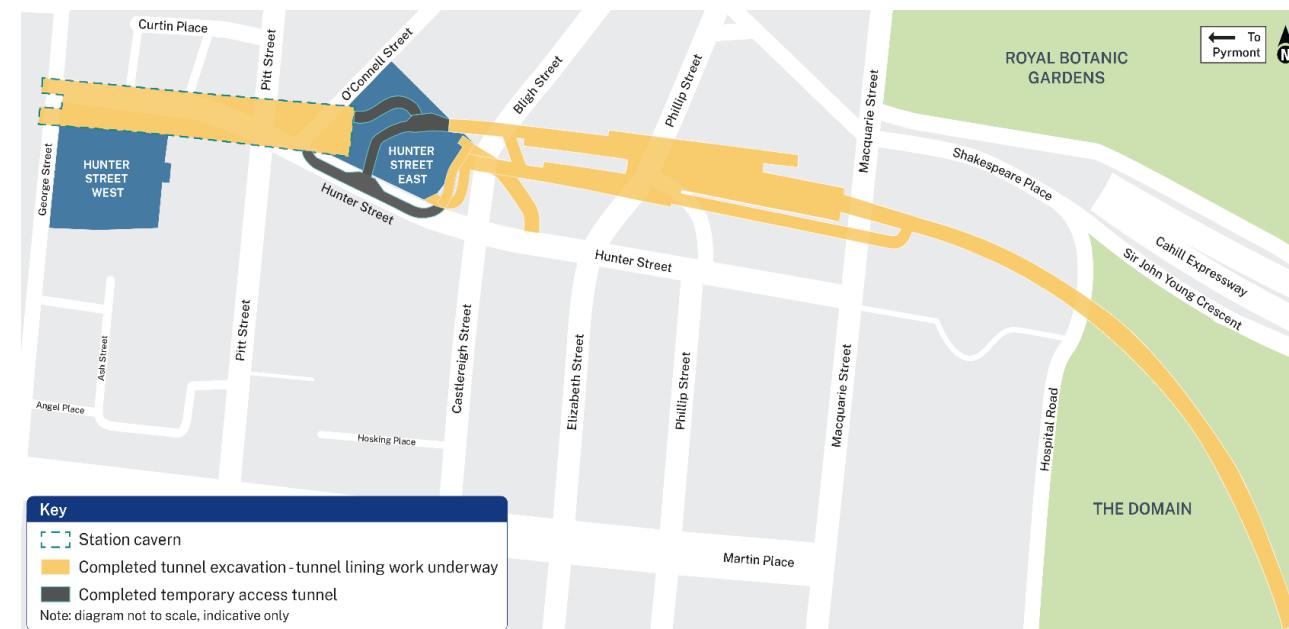 Curtin Place
Pitt Street
O'Connell Street
Bligh Street
Phillip Street
Macquarie Street
ROYAL BOTANIC
GARDENS
To
Pyrmont
N
HUNTER
STREET
WEST
HUNTER
STREET
EAST
George Street
Hunter Street
Shakespeare Place
Cahill Expressway
Sir John Young Crescent
Hunter Street
Pitt Street
Ash Street
Angel Place
Castlereigh Street
Elizabeth Street
Phillip Street
Macquarie Street
Hospital Road
Hosking Place
THE DOMAIN
Martin Place
Key
Station cavern
Completed tunnel excavation - tunnel lining work underway
Completed temporary access tunnel
Note: diagram not to scale, indicative only